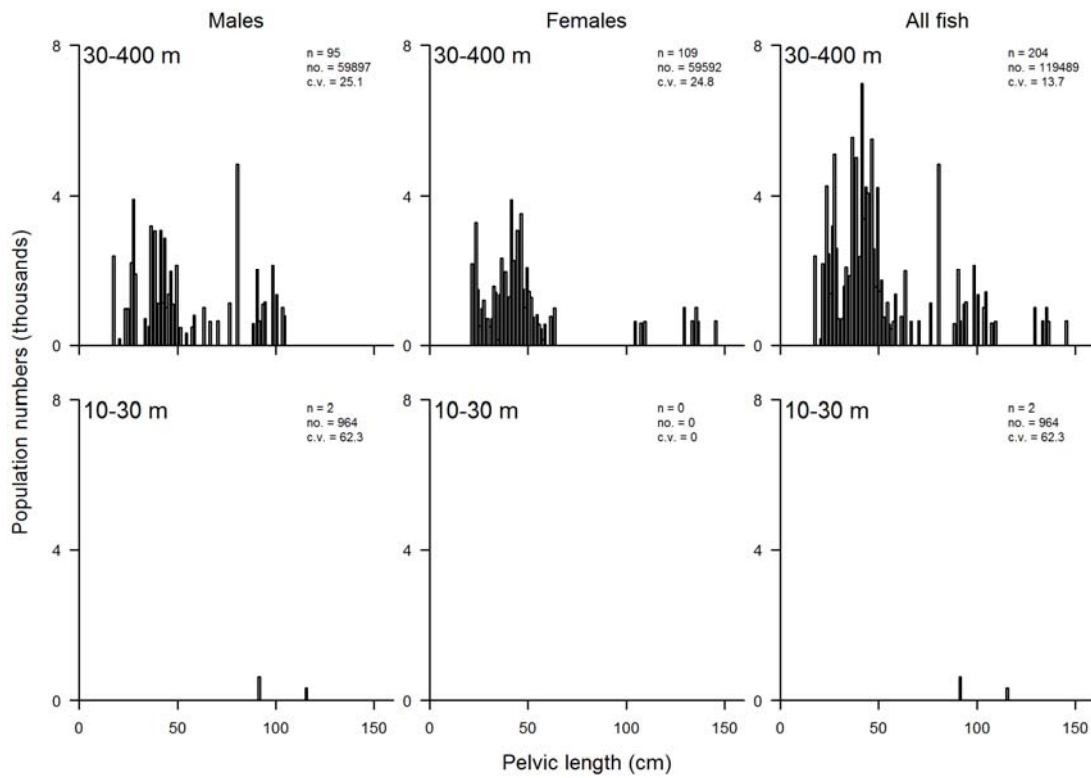 Males
Females
All fish
30-400 m
n = 95
no. = 59897
c.v. = 25.1
30-400 m
n = 109
no. = 59592
c.v. = 24.8
30-400 m
n = 204
no. = 119489
c.v. = 13.7
8
4
0
8
4
0
8
4
0
Population numbers (thousands)
10-30 m
n = 2
no. = 964
c.v. = 62.3
10-30 m
n = 0
no. = 0
c.v. = 0
10-30 m
n = 2
no. = 964
c.v. = 62.3
8
4
0
8
4
0
8
4
0
0 50 100 150
0 50 100 150
0 50 100 150
Pelvic length (cm)